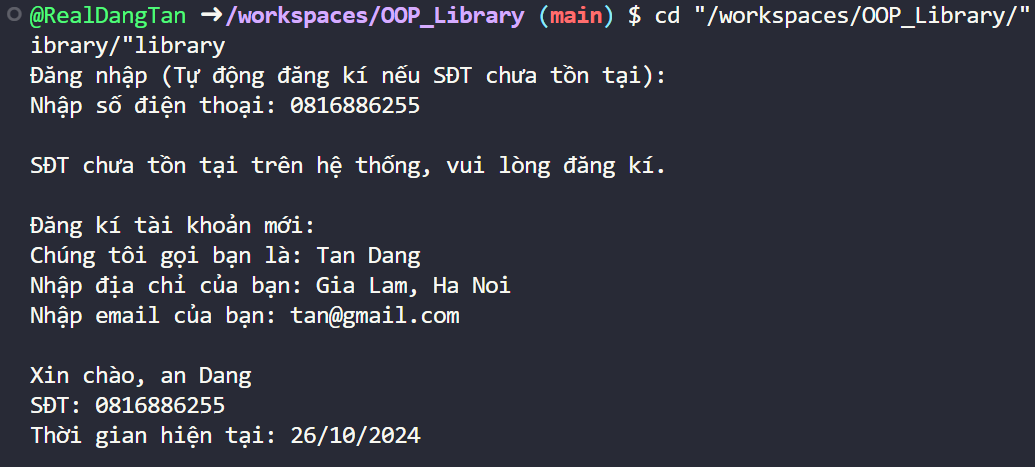 @RealDangTan ➜/workspaces/OOP_Library (main) $ cd "/workspaces/OOP_Library/"
ibrary/"library
Đăng nhập (Tự động đăng kí nếu SĐT chưa tồn tại):
Nhập số điện thoại: 0816886255
SĐT chưa tồn tại trên hệ thống, vui lòng đăng kí.
Đăng kí tài khoản mới:
Chúng tôi gọi bạn là: Tan Dang
Nhập địa chỉ của bạn: Gia Lam, Ha Noi
Nhập email của bạn: tan@gmail.com
Xin chào, an Dang
SĐT: 0816886255
Thời gian hiện tại: 26/10/2024